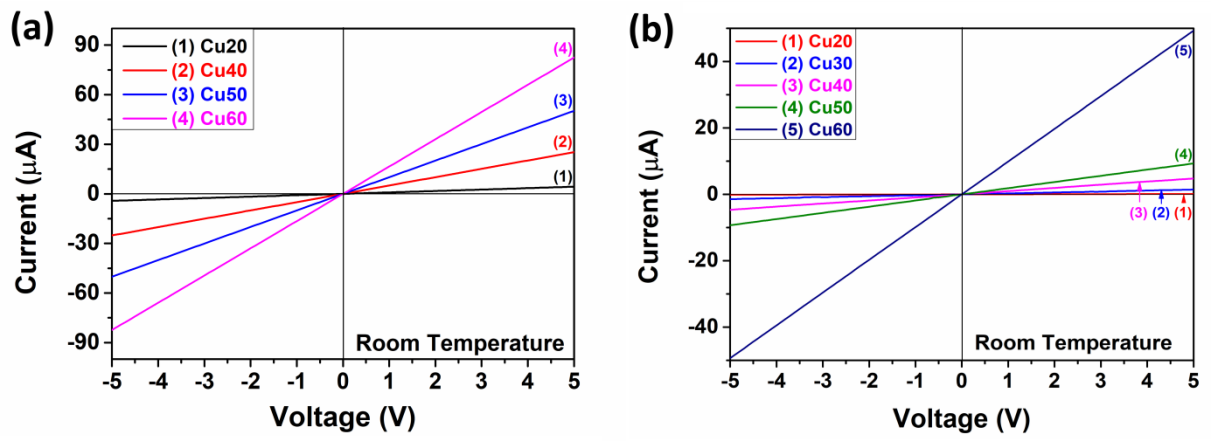 (a)
(1) Cu20
(2) Cu40
(3) Cu50
(4) Cu60
90
60
30
0
-30
-60
-90
Current (μA)
(4)
(3)
(2)
(1)
Room Temperature
-5 -4 -3 -2 -1 0 1 2 3 4 5
Voltage (V)
(b)
(1) Cu20
(2) Cu30
(3) Cu40
(4) Cu50
(5) Cu60
40
20
0
-20
-40
Current (μA)
(5)
(4)
(3) (2) (1)
Room Temperature
-5 -4 -3 -2 -1 0 1 2 3 4 5
Voltage (V)